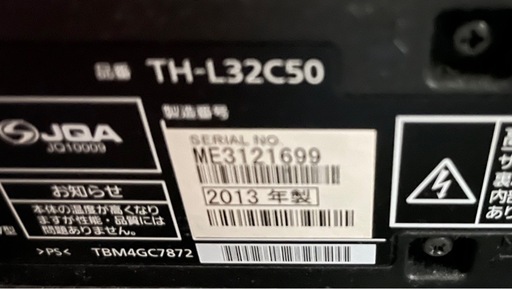 品番 TH-L32C50
製造番号
SERIAL NO.
ME3121699
2013 年製
JQA
JQ10009
お知らせ
本体の温度が高くなり
ますが性能・品質には
問題ありません。
>PS<
TBM4GC7872
内部